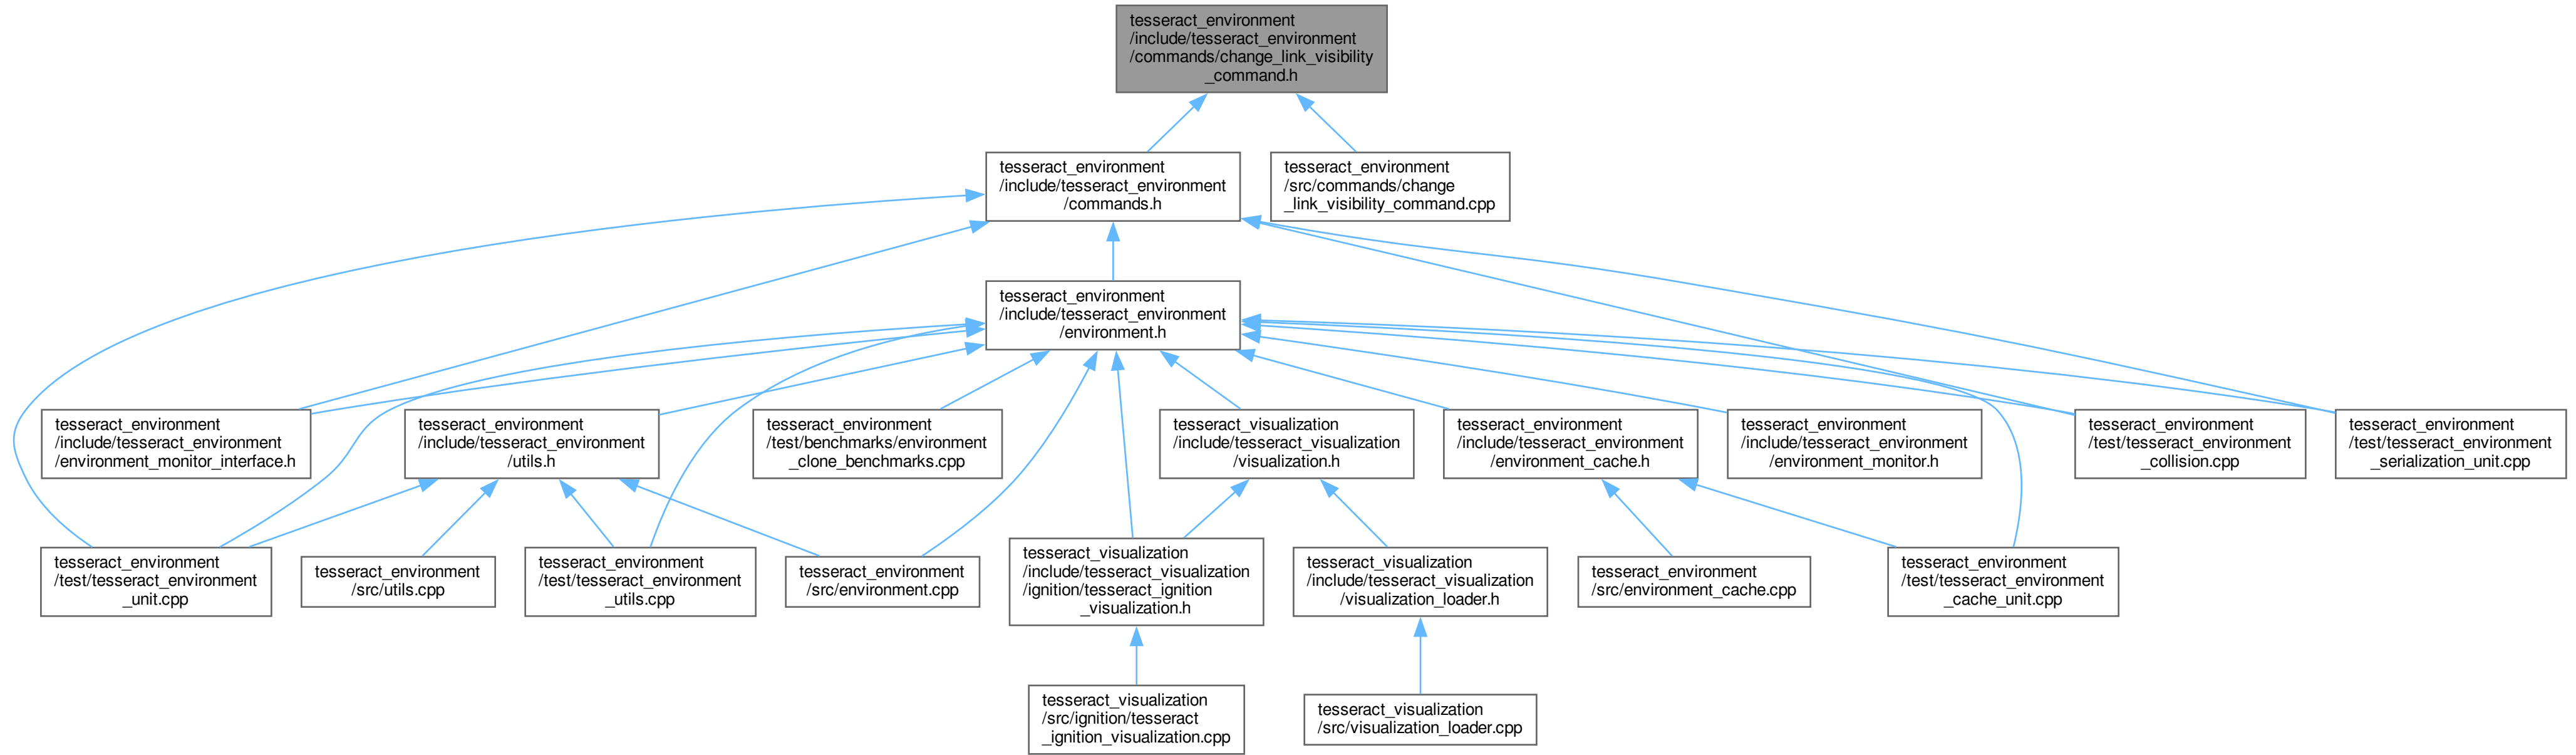 tesseract_environment
/include/tesseract_environment
/commands/change_link_visibility
_command.h
tesseract_environment
/include/tesseract_environment
/commands.h
tesseract_environment
/src/commands/change
_link_visibility_command.cpp
tesseract_environment
/include/tesseract_environment
/environment.h
tesseract_environment
/include/tesseract_environment
/environment_monitor_interface.h
tesseract_environment
/include/tesseract_environment
/utils.h
tesseract_environment
/test/benchmarks/environment
_clone_benchmarks.cpp
tesseract_visualization
/include/tesseract_visualization
/visualization.h
tesseract_environment
/include/tesseract_environment
/environment_cache.h
tesseract_environment
/include/tesseract_environment
/environment_monitor.h
tesseract_environment
/test/tesseract_environment
_collision.cpp
tesseract_environment
/test/tesseract_environment
_serialization_unit.cpp
tesseract_environment
/test/tesseract_environment
_unit.cpp
tesseract_environment
/src/utils.cpp
tesseract_environment
/test/tesseract_environment
_utils.cpp
tesseract_environment
/src/environment.cpp
tesseract_visualization
/include/tesseract_visualization
/ignition/tesseract_ignition
_visualization.h
tesseract_visualization
/include/tesseract_visualization
/visualization_loader.h
tesseract_environment
/src/environment_cache.cpp
tesseract_environment
/test/tesseract_environment
_cache_unit.cpp
tesseract_visualization
/src/ignition/tesseract
_ignition_visualization.cpp
tesseract_visualization
/src/visualization_loader.cpp